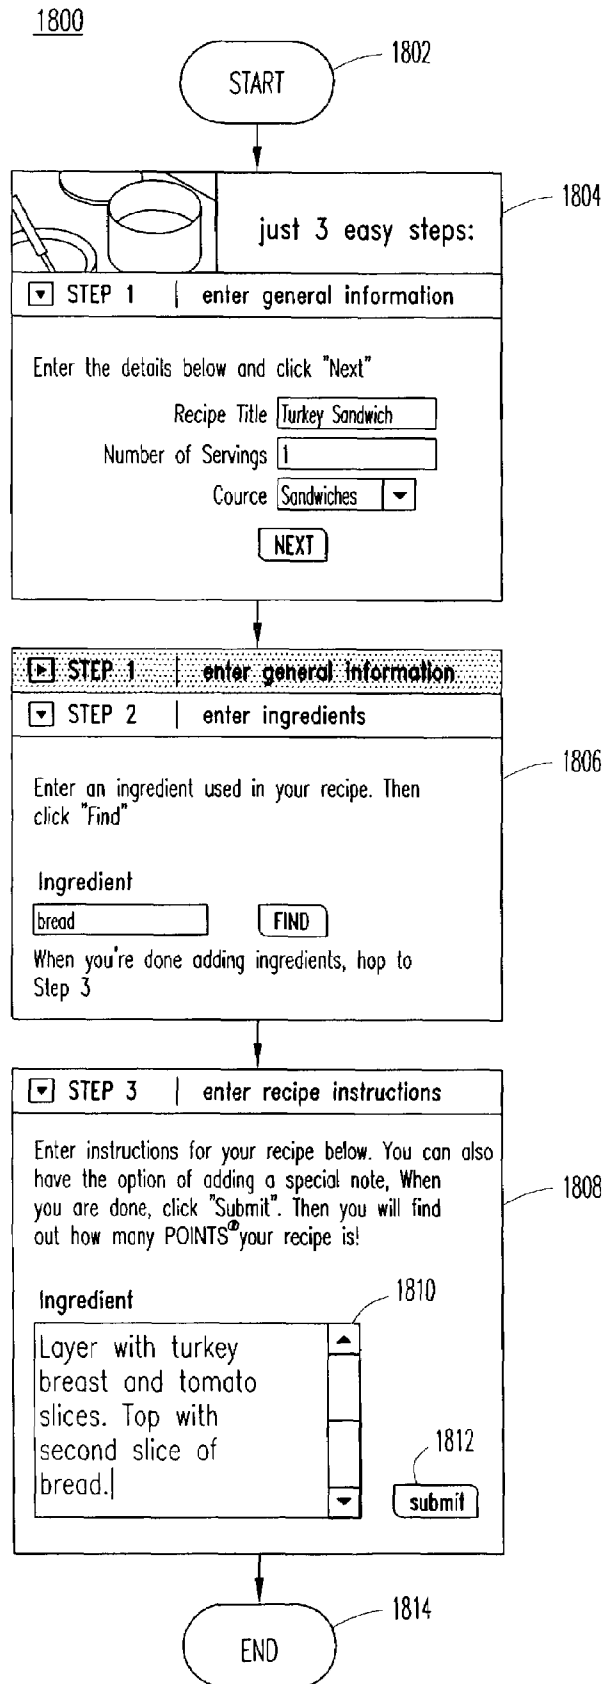 1800
START
1802
just 3 easy steps:
1804
STEP 1 | enter general information
Enter the details below and click "Next"
Recipe Title Turkey Sandwich
Number of Servings 1
Cource Sandwiches
NEXT
STEP 1 | enter general information
STEP 2 | enter ingredients
1806
Enter an ingredient used in your recipe. Then
click "Find"
Ingredient
bread FIND
When you're done adding ingredients, hop to
Step 3
STEP 3 | enter recipe instructions
Enter instructions for your recipe below. You can also
have the option of adding a special note, When
you are done, click "Submit". Then you will find
out how many POINTS® your recipe is!
1808
Ingredient
1810
Layer with turkey
breast and tomato
slices. Top with
second slice of
bread.
1812
submit
1814
END